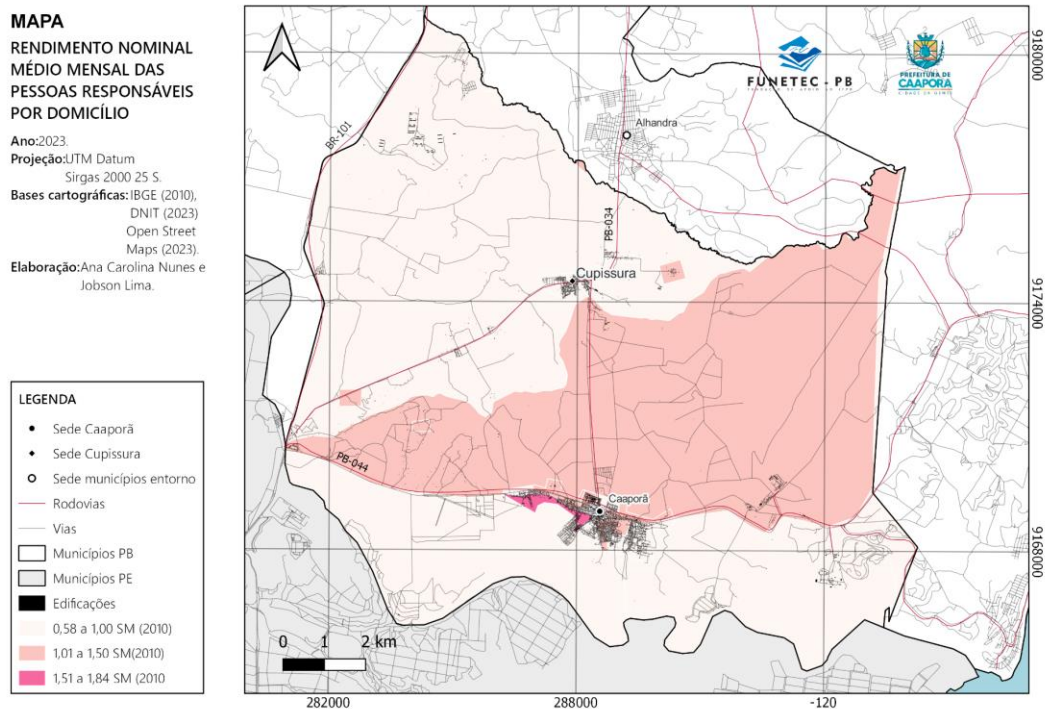 MAPA
RENDIMENTO NOMINAL
MÉDIO MENSAL DAS
PESSOAS RESPONSÁVEIS
POR DOMICÍLIO
Ano:2023.
Projeção:UTM Datum
Sirgas 2000 25 S.
Bases cartográficas:IBGE (2010),
DNIT (2023)
Open Street
Maps (2023).
Elaboração:Ana Carolina Nunes e
Jobson Lima.
LEGENDA
Sede Caaporã
Sede Cupissura
Sede municípios entorno
Rodovias
Vias
Municípios PB
Municípios PE
Edificações
0,58 a 1,00 SM (2010)
1,01 a 1,50 SM(2010)
1,51 a 1,84 SM (2010
FUNETEC - PB
PREFEITURA DE
CAAPORÃ
BR-101
Alhandra
PB-034
Cupissura
PB-044
Caaporã
0 1 2 km
9180000
9174000
9168000
282000
288000
-120